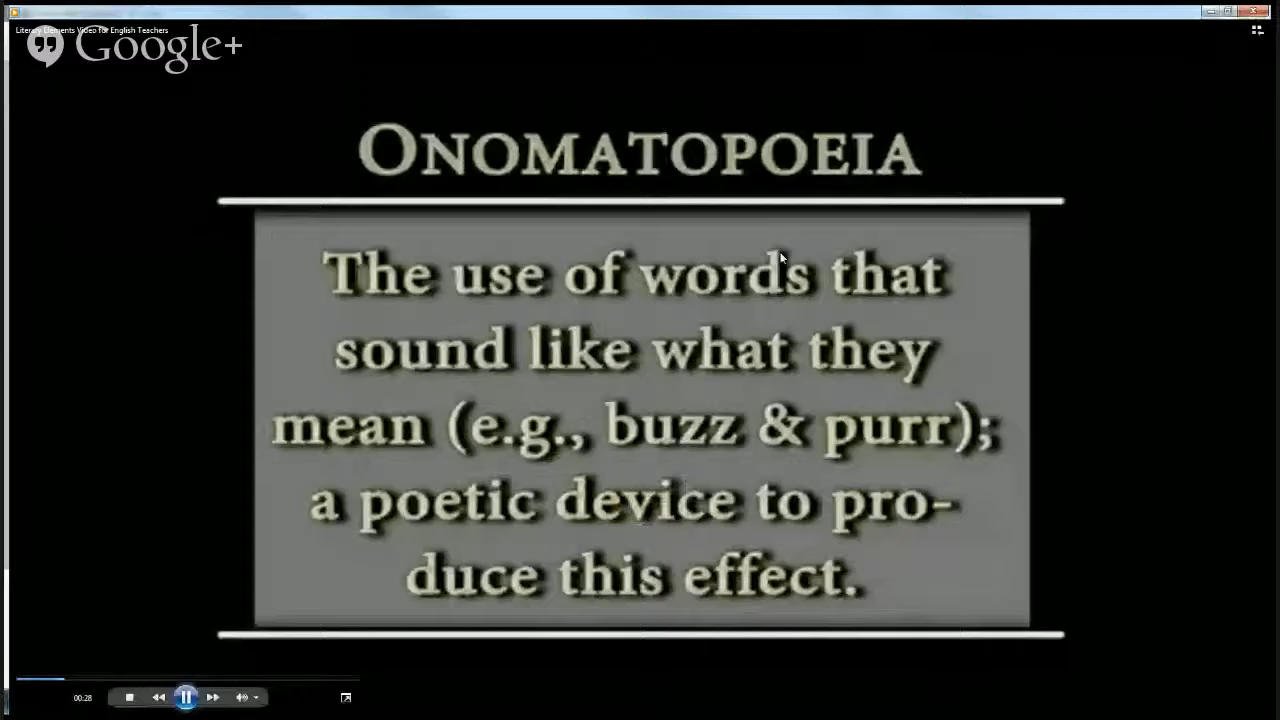 Literary Elements Video for English Teachers
Google+
ONOMATOPOEIA
The use of words that
sound like what they
mean (e.g., buzz & purr);
a poetic device to pro-
duce this effect.
00:28